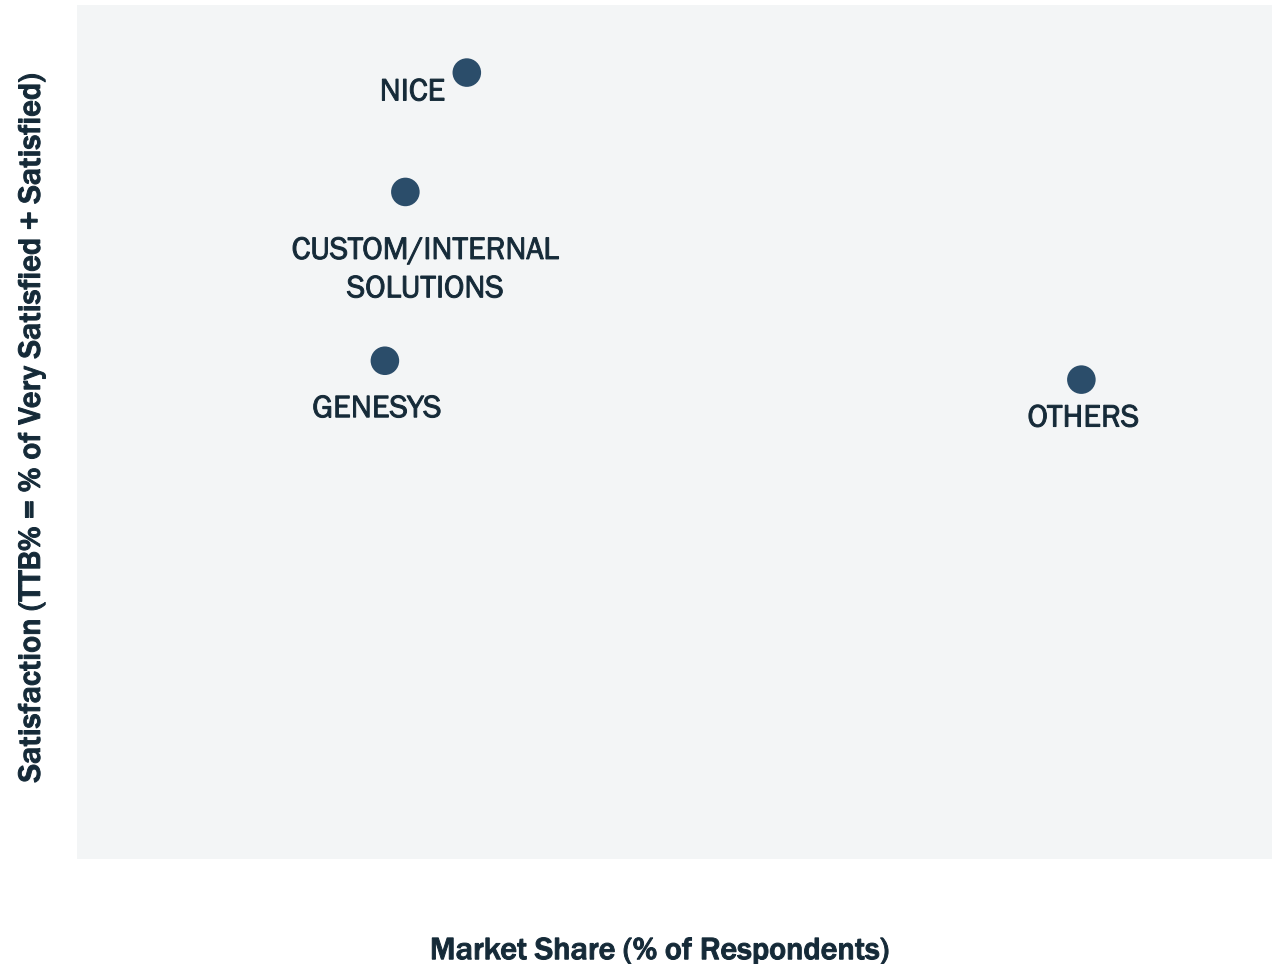 Satisfaction (TTB% = % of Very Satisfied + Satisfied)
NICE
CUSTOM/INTERNAL
SOLUTIONS
GENESYS
OTHERS
Market Share (% of Respondents)